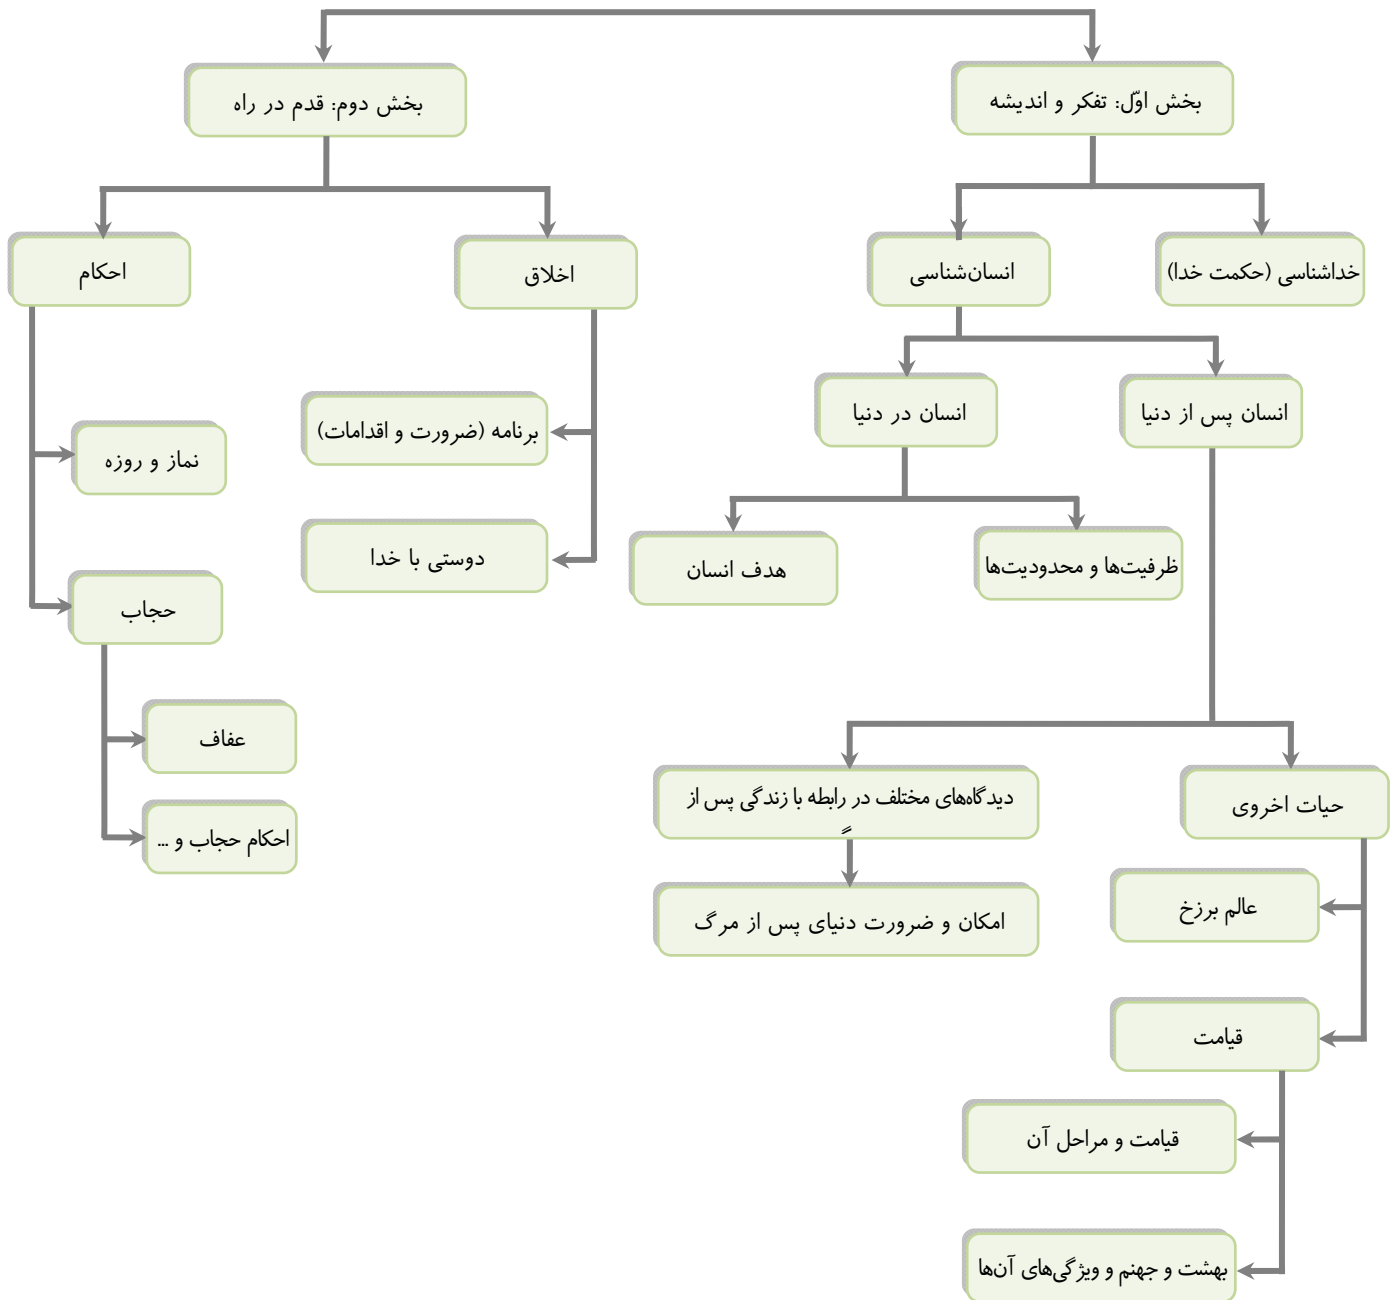 بخش اوّل: تفکر و اندیشه
بخش دوم: قدم در راه
خداشناسی (حکمت خدا)
انسان‌شناسی
اخلاق
احکام
انسان پس از دنیا
انسان در دنیا
برنامه (ضرورت و اقدامات)
نماز و روزه
ظرفیت‌ها و محدودیت‌ها
هدف انسان
دوستی با خدا
حجاب
عفاف
حیات اخروی
دیدگاه‌های مختلف در رابطه با زندگی پس از
احکام حجاب و ...
عالم برزخ
امکان و ضرورت دنیای پس از مرگ
قیامت
قیامت و مراحل آن
بهشت و جهنم و ویژگی‌های آن‌ها